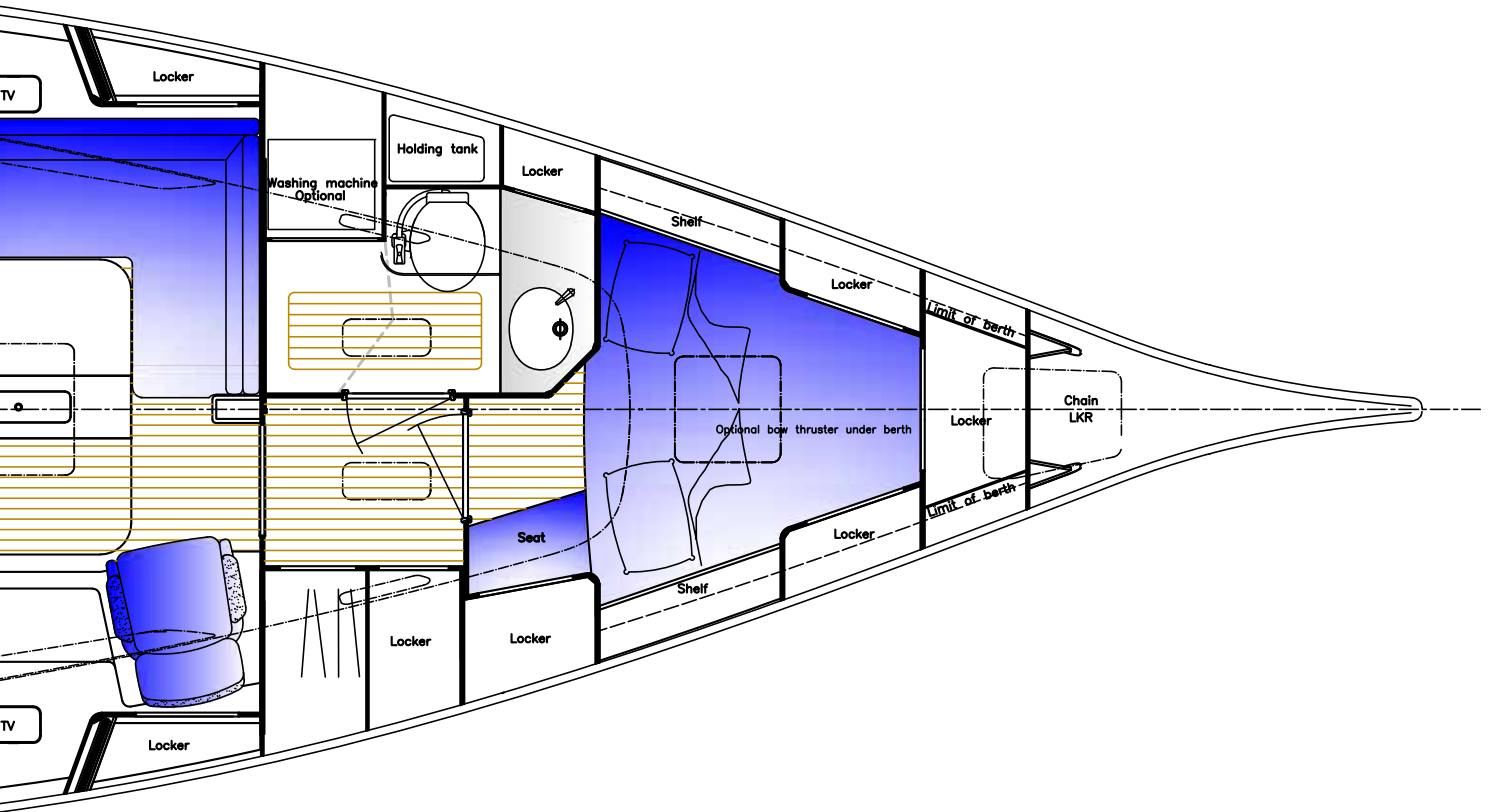 Locker
TV
Holding tank
Locker
Washing machine
Optional
Shelf
Locker
Limit of berth
Chain
LKR
Locker
Optional bow thruster under berth
Limit of berth
Seat
Locker
Shelf
Locker
Locker
TV
Locker